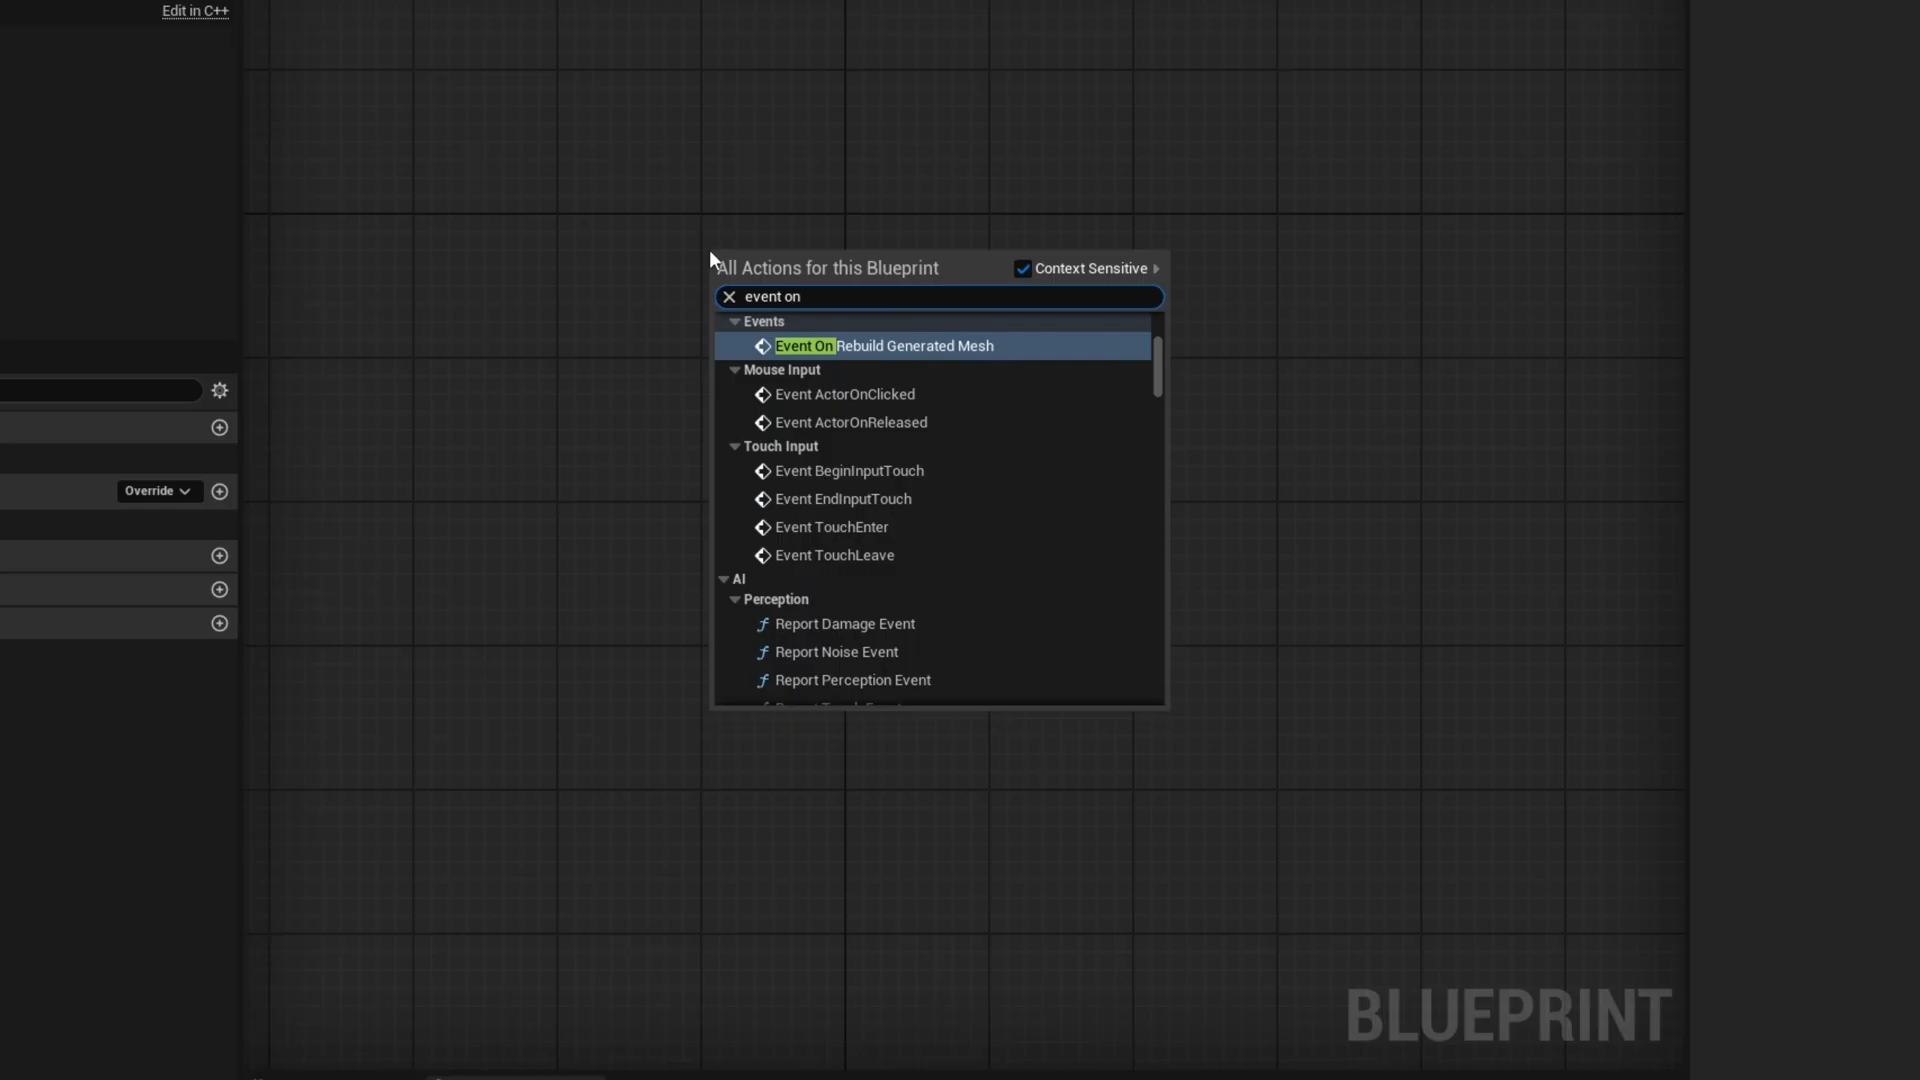 Edit in C++
All Actions for this Blueprint
Context Sensitive
event on
Events
Event On Rebuild Generated Mesh
Mouse Input
Event ActorOnClicked
Event ActorOnReleased
Touch Input
Event BeginInputTouch
Event EndInputTouch
Event TouchEnter
Event TouchLeave
AI
Perception
Report Damage Event
Report Noise Event
Report Perception Event
Override
BLUEPRINT